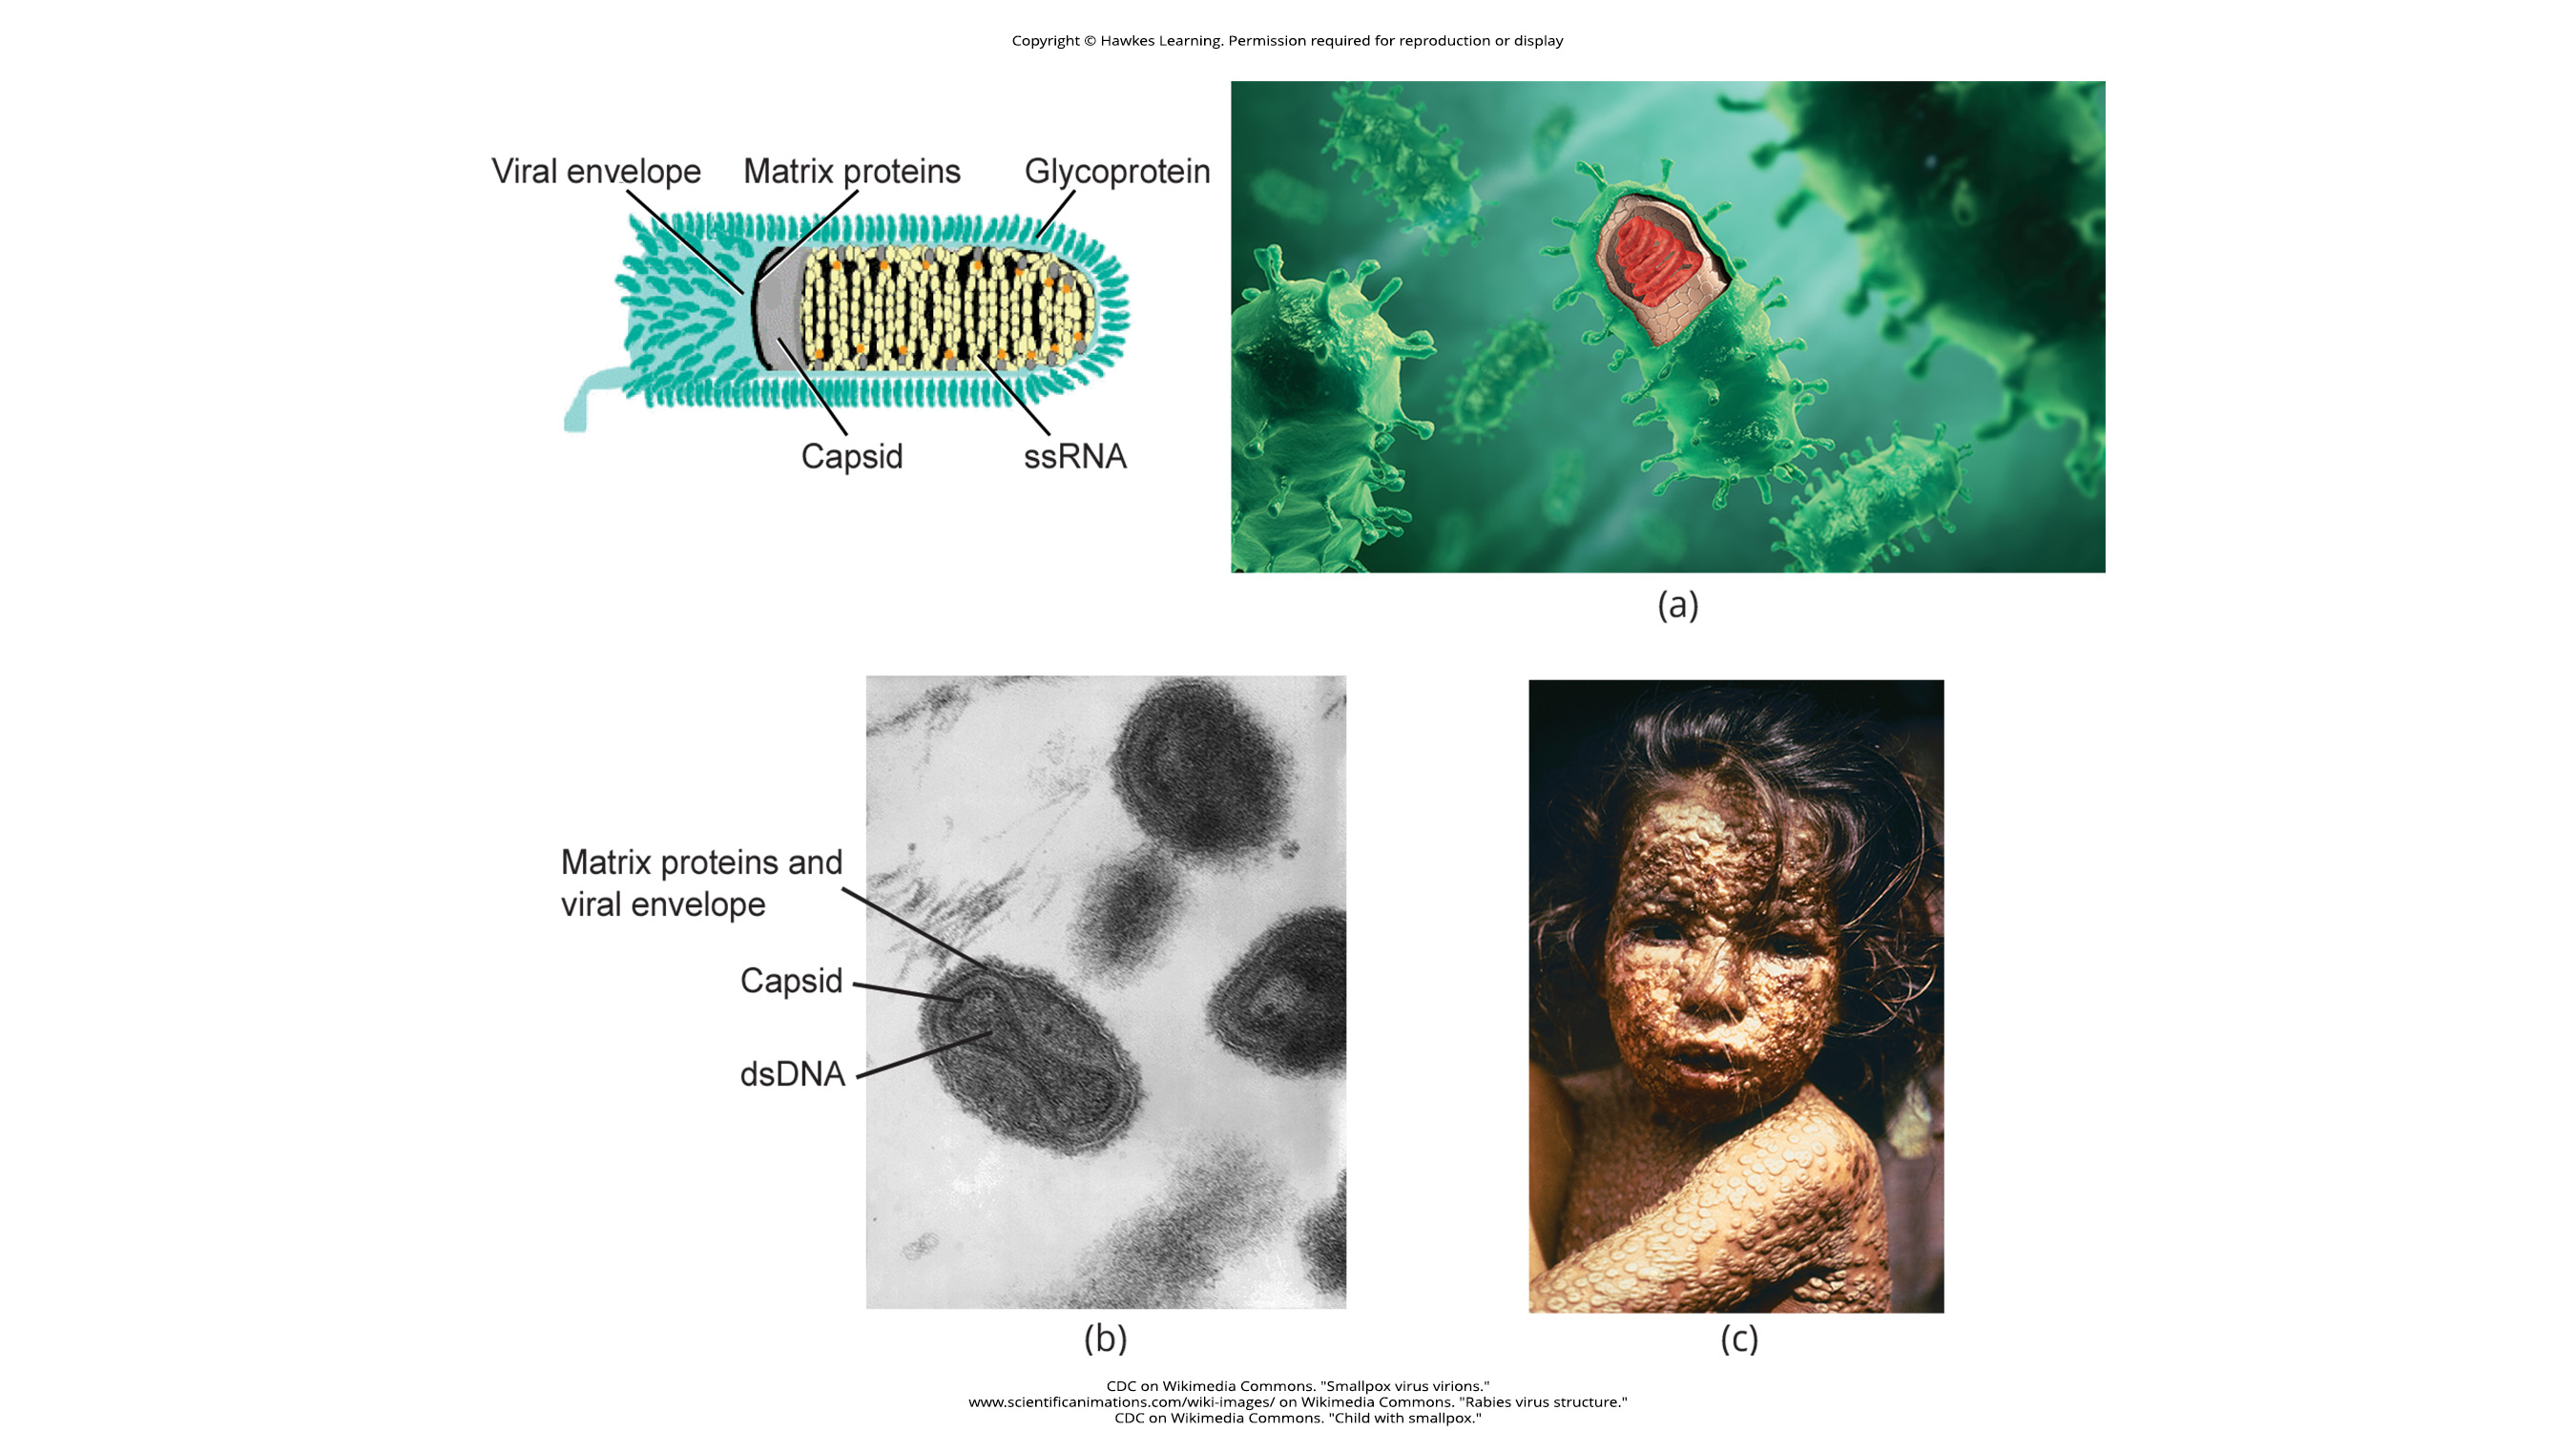 Copyright © Hawkes Learning. Permission required for reproduction or display
Viral envelope
Matrix proteins
Glycoprotein
Capsid
ssRNA
(a)
Matrix proteins and
viral envelope
Capsid
dsDNA
(b)
(c)
CDC on Wikimedia Commons. "Smallpox virus virions."
www.scientificanimations.com/wiki-images/ on Wikimedia Commons. "Rabies virus structure."
CDC on Wikimedia Commons. "Child with smallpox."